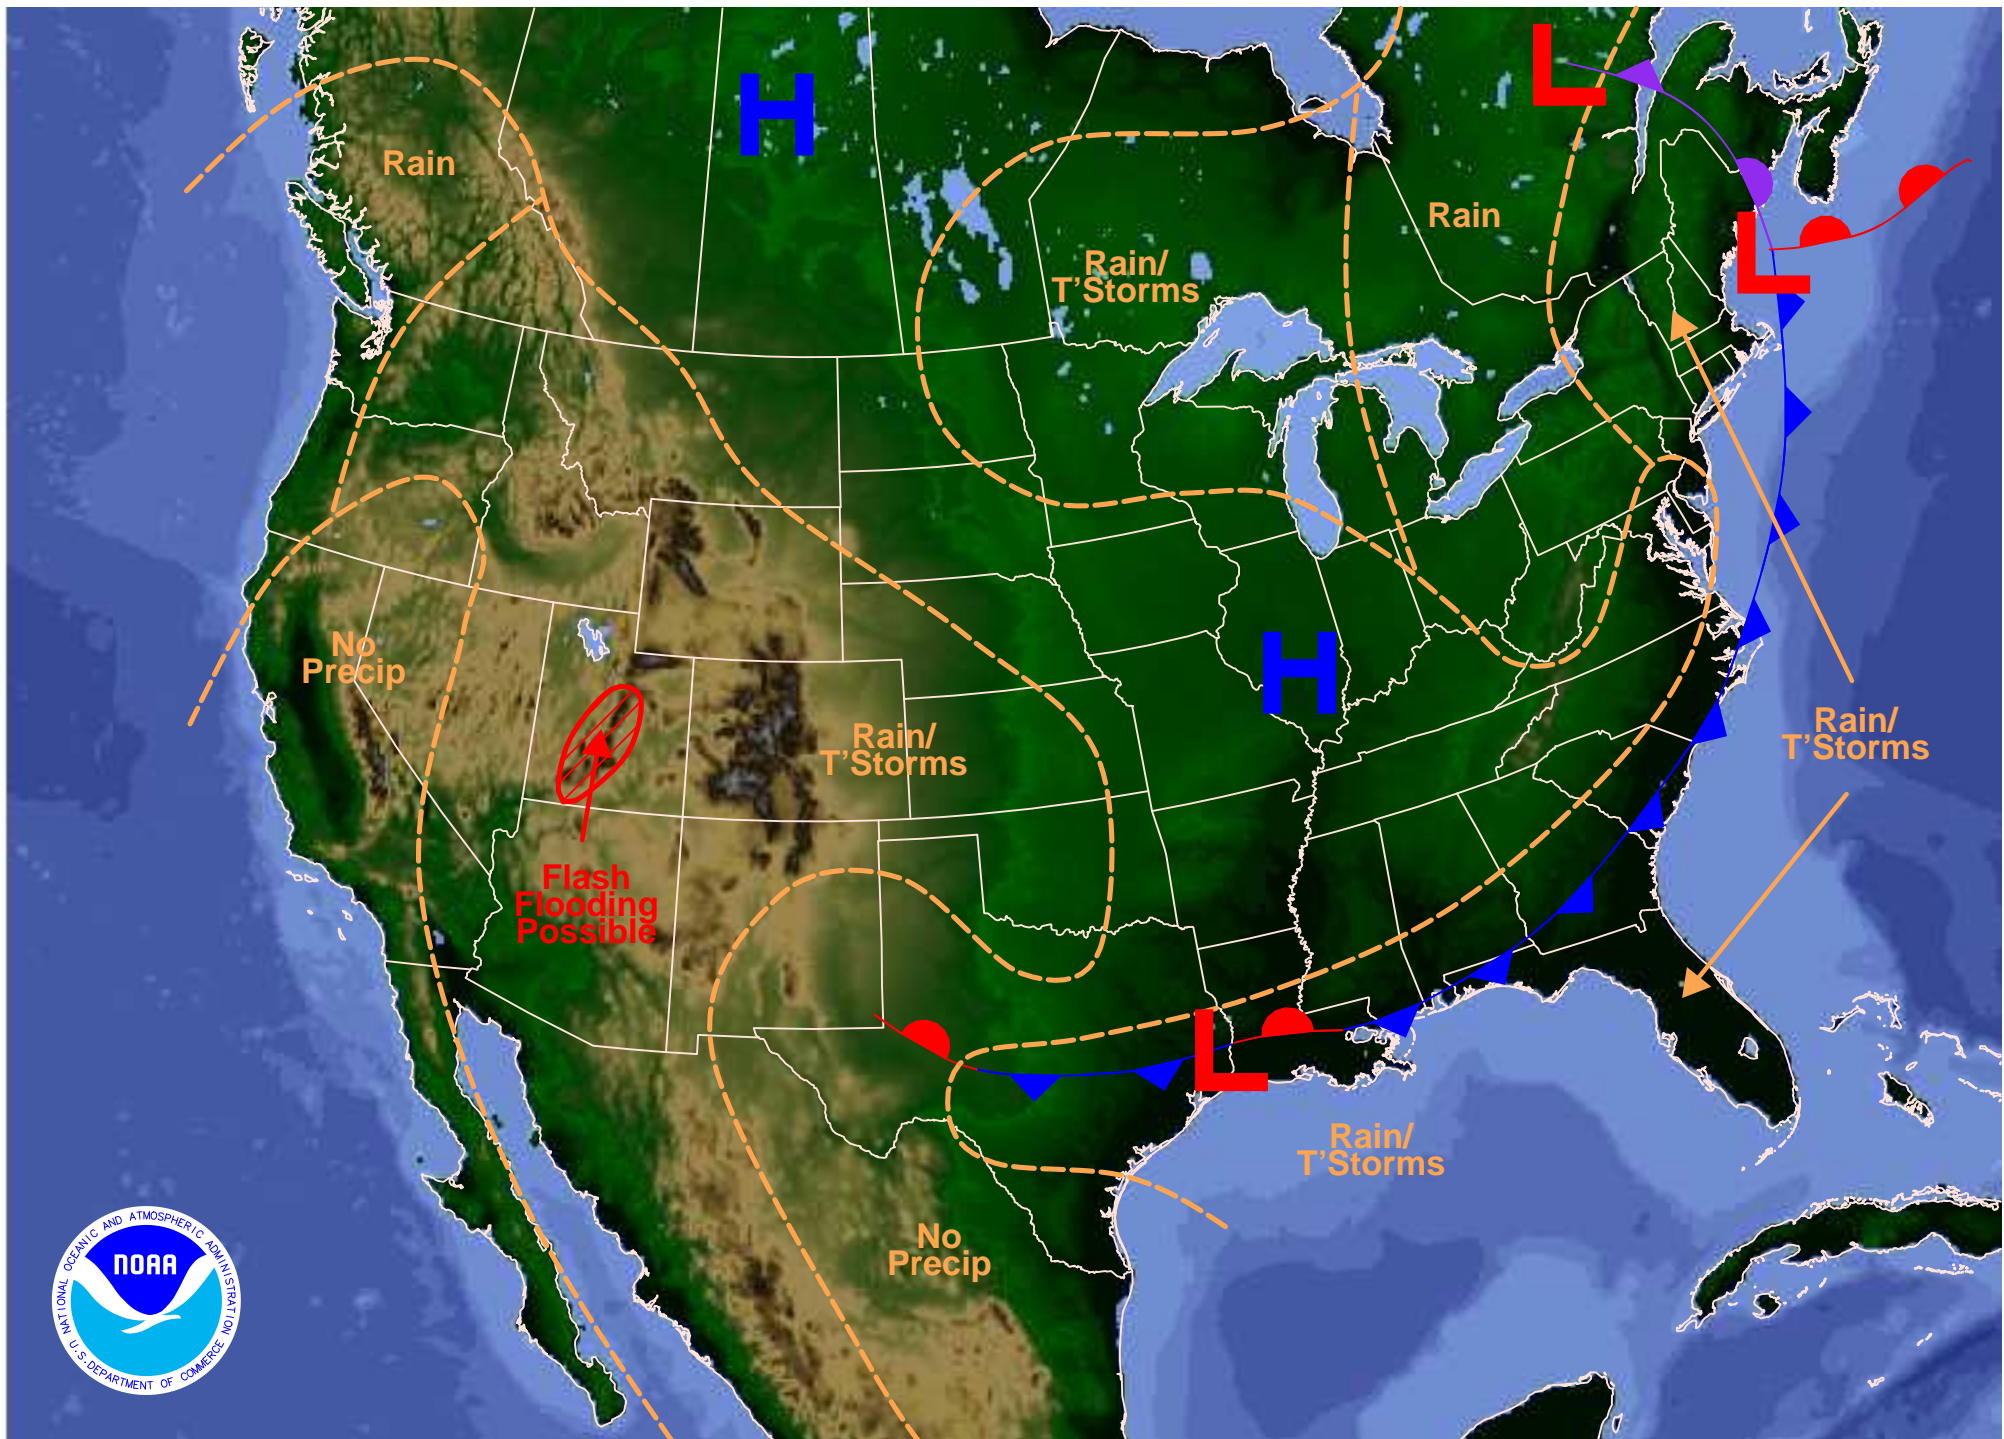 H
L
Rain
Rain
L
Rain/
T'Storms
No
Precip
H
Rain/
T'Storms
Rain/
T'Storms
Flash
Flooding
Possible
L
Rain/
T'Storms
No
Precip
NATIONAL OCEANIC AND ATMOSPHERIC ADMINISTRATION
NOAA
U.S. DEPARTMENT OF COMMERCE